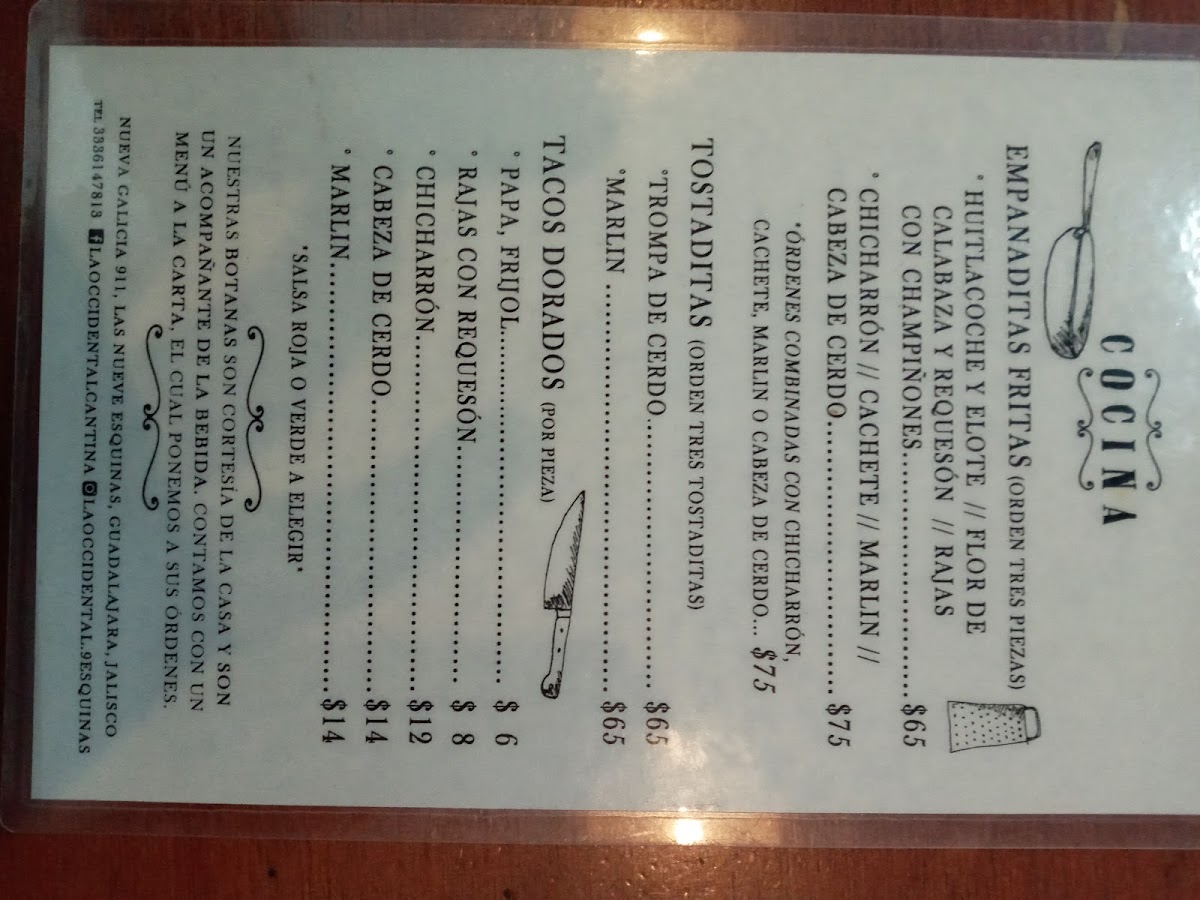 COCINA
EMPANADITAS FRITAS (ORDEN TRES PIEZAS)
° HUITLACOCHE Y ELOTE // FLOR DE
CALABAZA Y REQUESÓN // RAJAS
CON CHAMPIÑONES.............................$65
° CHICHARRÓN // CACHETE // MARLIN //
CABEZA DE CERDO.............................$75
"ÓRDENES COMBINADAS CON CHICHARRÓN,
CACHETE, MARLIN O CABEZA DE CERDO... $75
TOSTADITAS (ORDEN TRES TOSTADITAS)
°TROMPA DE CERDO.............................$65
°MARLIN .............................................$65
TACOS DORADOS (POR PIEZA)
° PAPA, FRIJOL.......................................$ 6
° RAJAS CON REQUESÓN..........................$ 8
° CHICHARRÓN.......................................$12
° CABEZA DE CERDO...............................$14
° MARLIN.............................................$14
"SALSA ROJA O VERDE A ELEGIR"
NUESTRAS BOTANAS SON CORTESÍA DE LA CASA Y SON
UN ACOMPAÑANTE DE LA BEBIDA. CONTAMOS CON UN
MENÚ A LA CARTA, EL CUAL PONEMOS A SUS ÓRDENES.
NUEVA GALICIA 911, LAS NUEVE ESQUINAS, GUADALAJARA, JALISCO
TEL 3336147813 LAOCCIDENTALCANTINA LAOCCIDENTAL.9ESQUINAS